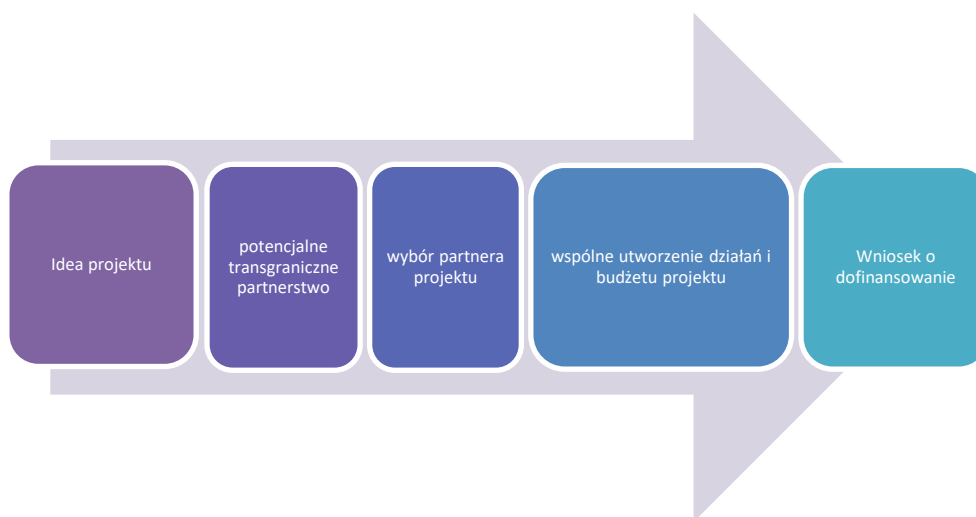 Idea projektu
potencjalne
transgraniczne
partnerstwo
wybór partnera
projektu
wspólne utworzenie działań i
budżetu projektu
Wniosek o
dofinansowanie